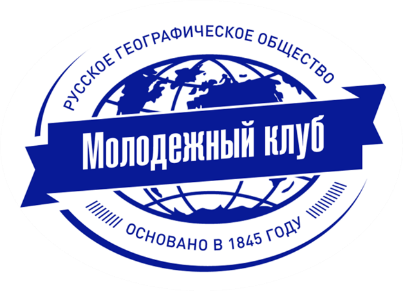 РУССКОЕ ГЕОГРАФИЧЕСКОЕ ОБЩЕСТВО
Молодежный клуб
ОСНОВАНО В 1845 ГОДУ